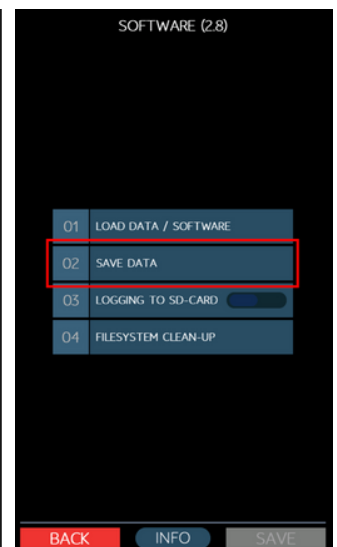 SOFTWARE (2.8)
01 LOAD DATA / SOFTWARE
02 SAVE DATA
03 LOGGING TO SD-CARD
04 FILESYSTEM CLEAN-UP
BACK INFO SAVE